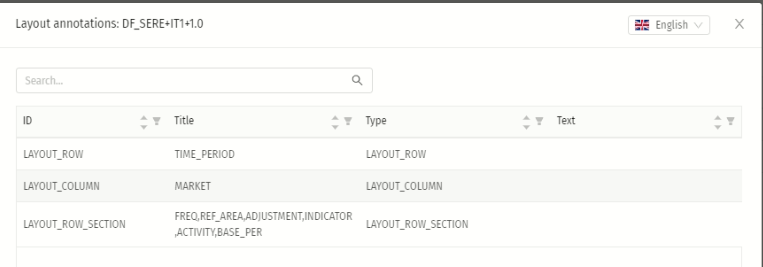 Layout annotations: DF_SERE+IT1+1.0
English
Search...
ID Title Type Text
LAYOUT_ROW TIME_PERIOD LAYOUT_ROW
LAYOUT_COLUMN MARKET LAYOUT_COLUMN
LAYOUT_ROW_SECTION FREQ,REF_AREA,ADJUSTMENT,INDICATOR LAYOUT_ROW_SECTION
,ACTIVITY,BASE_PER